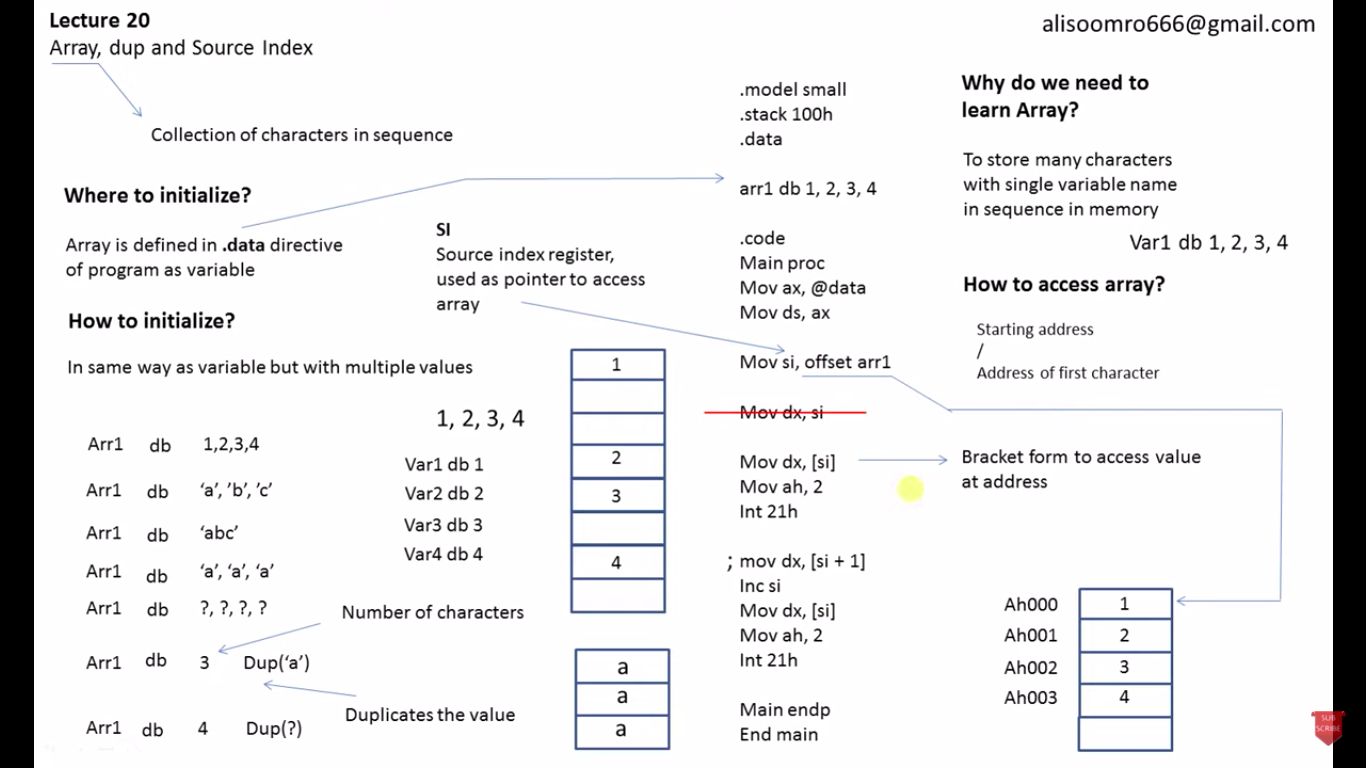 Lecture 20
Array, dup and Source Index
alisoomro666@gmail.com
Collection of characters in sequence
Where to initialize?
Array is defined in .data directive
of program as variable
How to initialize?
In same way as variable but with multiple values
Arr1 db 1,2,3,4
Arr1 db ‘a’, ’b’, ’c’
Arr1 db ‘abc’
Arr1 db ‘a’, ‘a’, ‘a’
Arr1 db ?, ?, ?, ?
Number of characters
Arr1 db 3 Dup(‘a’)
Duplicates the value
Arr1 db 4 Dup(?)
SI
Source index register,
used as pointer to access
array
1, 2, 3, 4
Var1 db 1
Var2 db 2
Var3 db 3
Var4 db 4
1
2
3
4
a
a
a
.model small
.stack 100h
.data
arr1 db 1, 2, 3, 4
.code
Main proc
Mov ax, @data
Mov ds, ax
Mov si, offset arr1
Mov dx, si
Mov dx, [si]
Mov ah, 2
Int 21h
; mov dx, [si + 1]
Inc si
Mov dx, [si]
Mov ah, 2
Int 21h
Main endp
End main
Why do we need to
learn Array?
To store many characters
with single variable name
in sequence in memory
Var1 db 1, 2, 3, 4
How to access array?
Starting address
/
Address of first character
Bracket form to access value
at address
Ah000 1
Ah001 2
Ah002 3
Ah003 4
SUB
SCRIBE